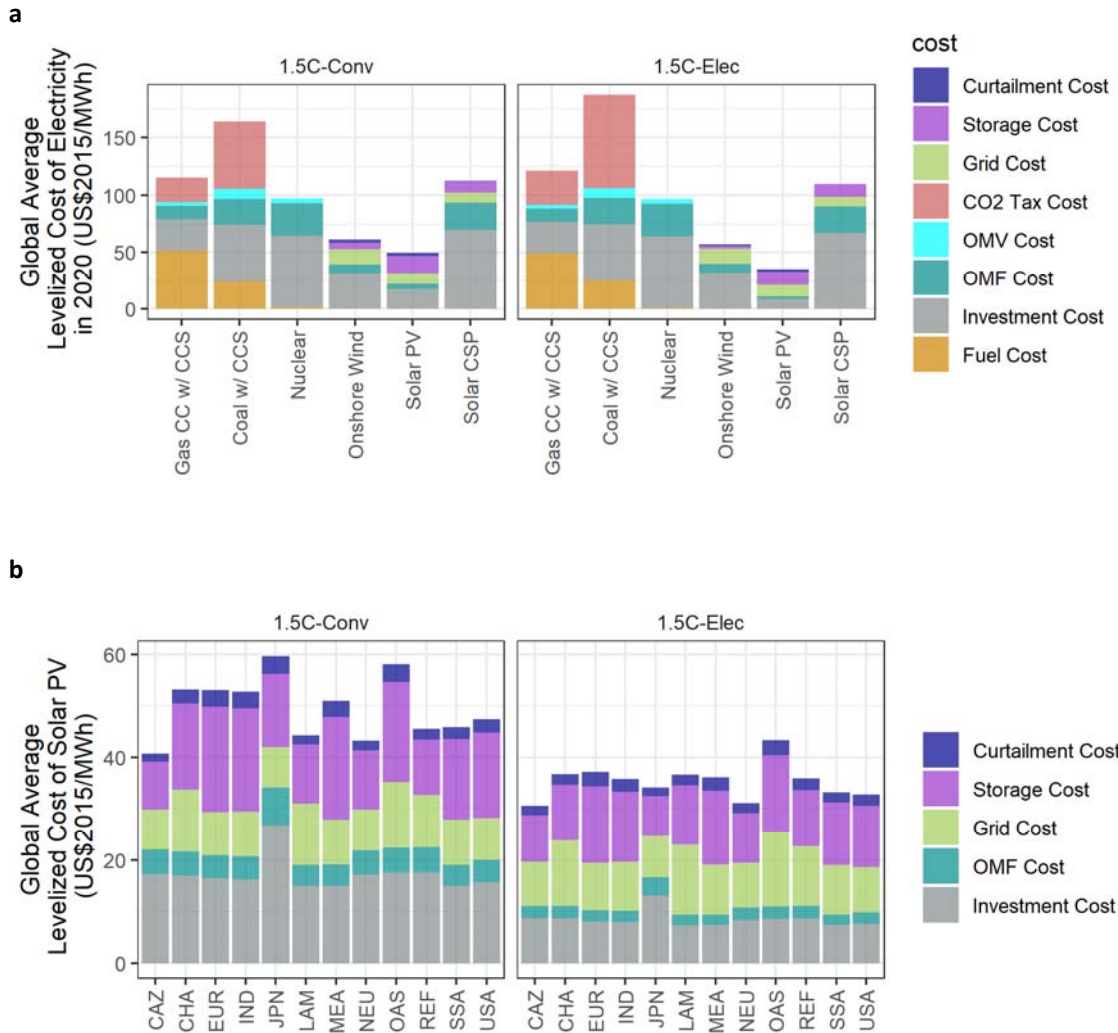 a
1.5C-Conv
1.5C-Elec
Global Average
Levelized Cost of Electricity
in 2020 (US$2015/MWh)
150
100
50
0
Gas CC w/ CCS
Coal w/ CCS
Nuclear
Onshore Wind
Solar PV
Solar CSP
Gas CC w/ CCS
Coal w/ CCS
Nuclear
Onshore Wind
Solar PV
Solar CSP
cost
Curtailment Cost
Storage Cost
Grid Cost
CO2 Tax Cost
OMV Cost
OMF Cost
Investment Cost
Fuel Cost
b
1.5C-Conv
1.5C-Elec
Global Average
Levelized Cost of Solar PV
(US$2015/MWh)
60
40
20
0
CAZ
CHA
EUR
IND
JPN
LAM
MEA
NEU
OAS
REF
SSA
USA
CAZ
CHA
EUR
IND
JPN
LAM
MEA
NEU
OAS
REF
SSA
USA
Curtailment Cost
Storage Cost
Grid Cost
OMF Cost
Investment Cost